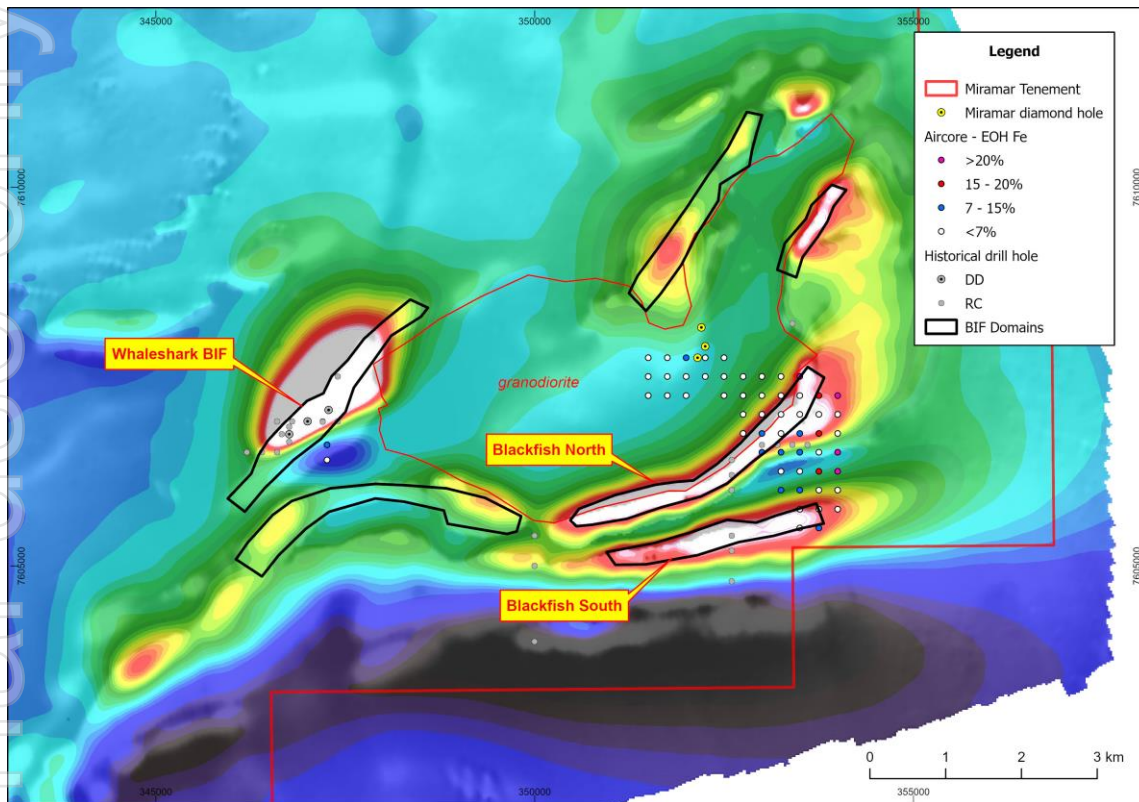 345000
350000
355000
7610000
7610000
Legend
Miramar Tenement
Miramar diamond hole
Aircore - EOH Fe
>20%
15 - 20%
7 - 15%
<7%
Historical drill hole
DD
RC
BIF Domains
Whaleshark BIF
granodiorite
Blackfish North
Blackfish South
7605000
7605000
0 1 2 3 km
345000
350000
355000